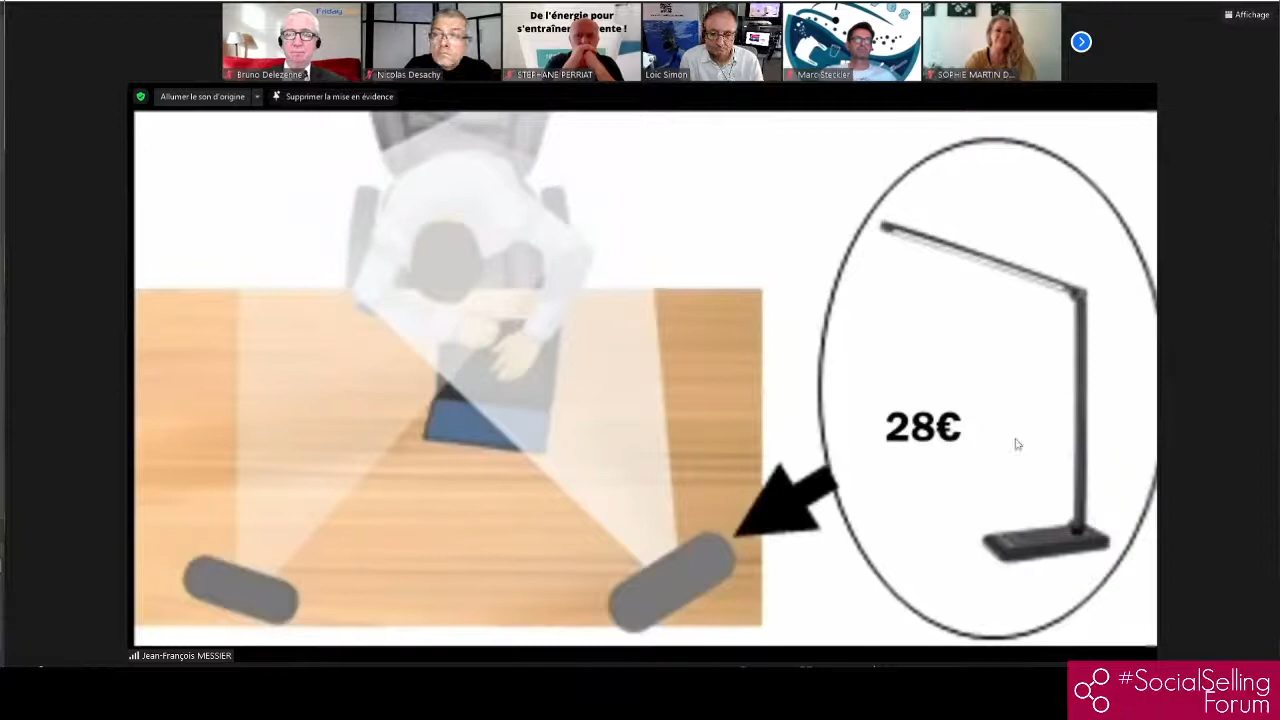 Affichage
Friday
De l'énergie pour
s'entraîner
ente !
Bruno Delezenne
Nicolas Desachy
STEPHANE PERRIAT
Loic Simon
Marc Steckler
SOPHIE MARTIN D...
Allumer le son d'origine
Supprimer la mise en évidence
28€
Jean-François MESSIER
#SocialSelling
Forum